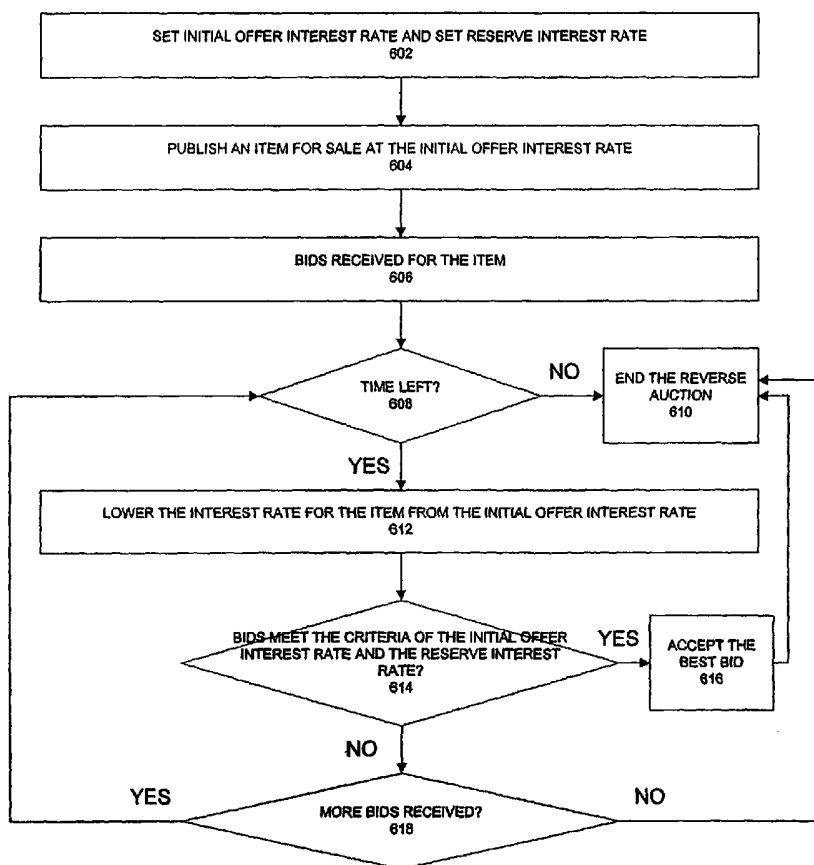 SET INITIAL OFFER INTEREST RATE AND SET RESERVE INTEREST RATE
602
PUBLISH AN ITEM FOR SALE AT THE INITIAL OFFER INTEREST RATE
604
BIDS RECEIVED FOR THE ITEM
606
TIME LEFT?
608
NO
END THE REVERSE
AUCTION
610
YES
LOWER THE INTEREST RATE FOR THE ITEM FROM THE INITIAL OFFER INTEREST RATE
612
BIDS MEET THE CRITERIA OF THE INITIAL OFFER
INTEREST RATE AND THE RESERVE INTEREST
RATE?
614
YES
ACCEPT THE
BEST BID
616
NO
YES
MORE BIDS RECEIVED?
618
NO